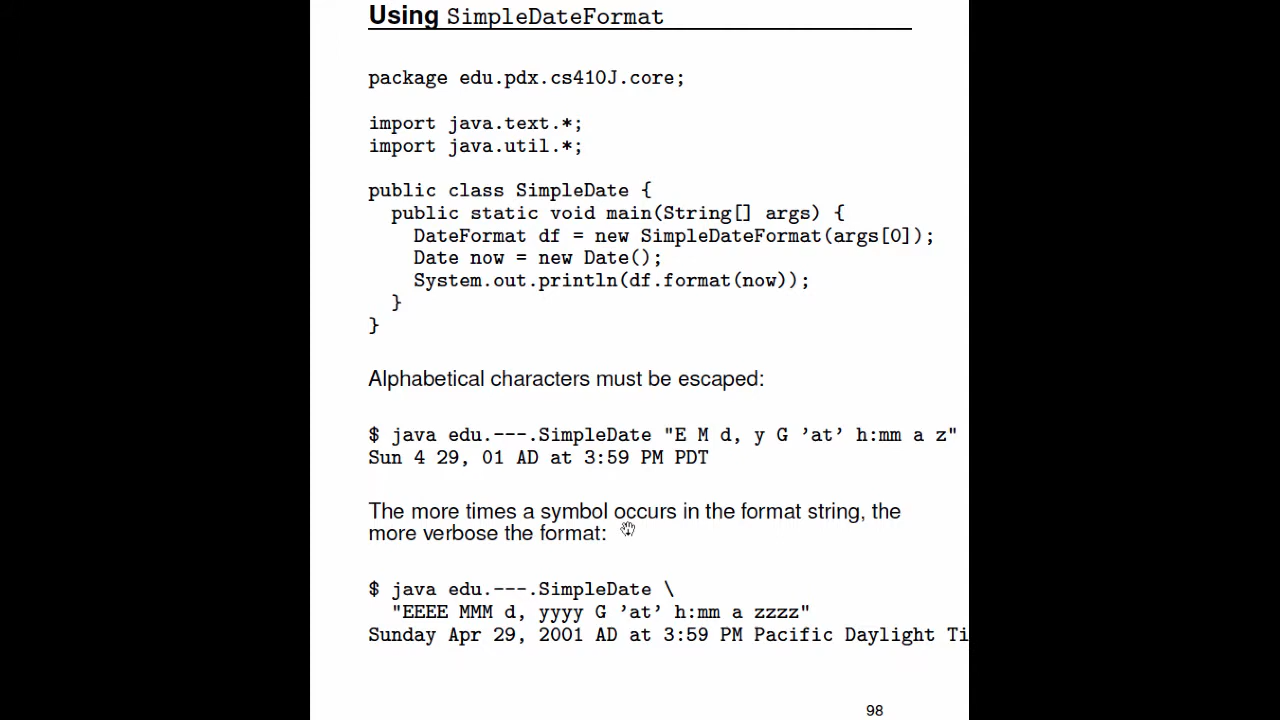 Using SimpleDateFormat
package edu.pdx.cs410J.core;
import java.text.*;
import java.util.*;
public class SimpleDate {
public static void main(String[] args) {
DateFormat df = new SimpleDateFormat(args[0]);
Date now = new Date();
System.out.println(df.format(now));
}
}
Alphabetical characters must be escaped:
$ java edu.---.SimpleDate "E M d, y G ’at’ h:mm a z"
Sun 4 29, 01 AD at 3:59 PM PDT
The more times a symbol occurs in the format string, the
more verbose the format:
$ java edu.---.SimpleDate \
"EEEE MMM d, yyyy G ’at’ h:mm a zzzz"
Sunday Apr 29, 2001 AD at 3:59 PM Pacific Daylight Ti
98